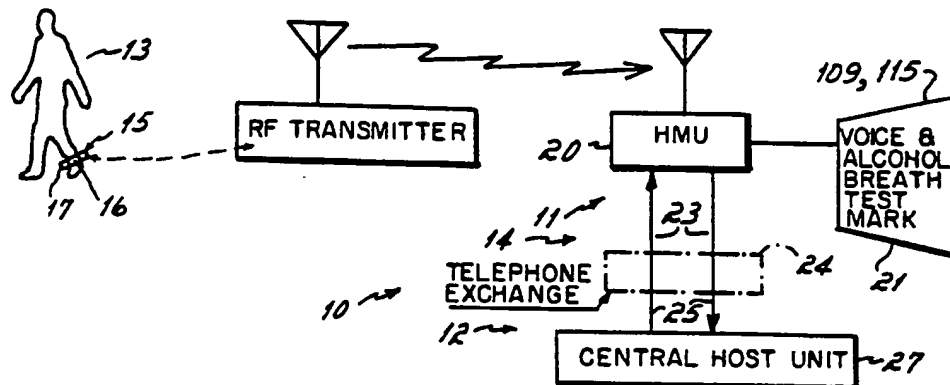 13
15
17
16
RF TRANSMITTER
HMU
20
109, 115
VOICE &
ALCOHOL
BREATH
TEST
MARK
21
11
23
14
24
TELEPHONE
EXCHANGE
10
25
12
CENTRAL HOST UNIT
27